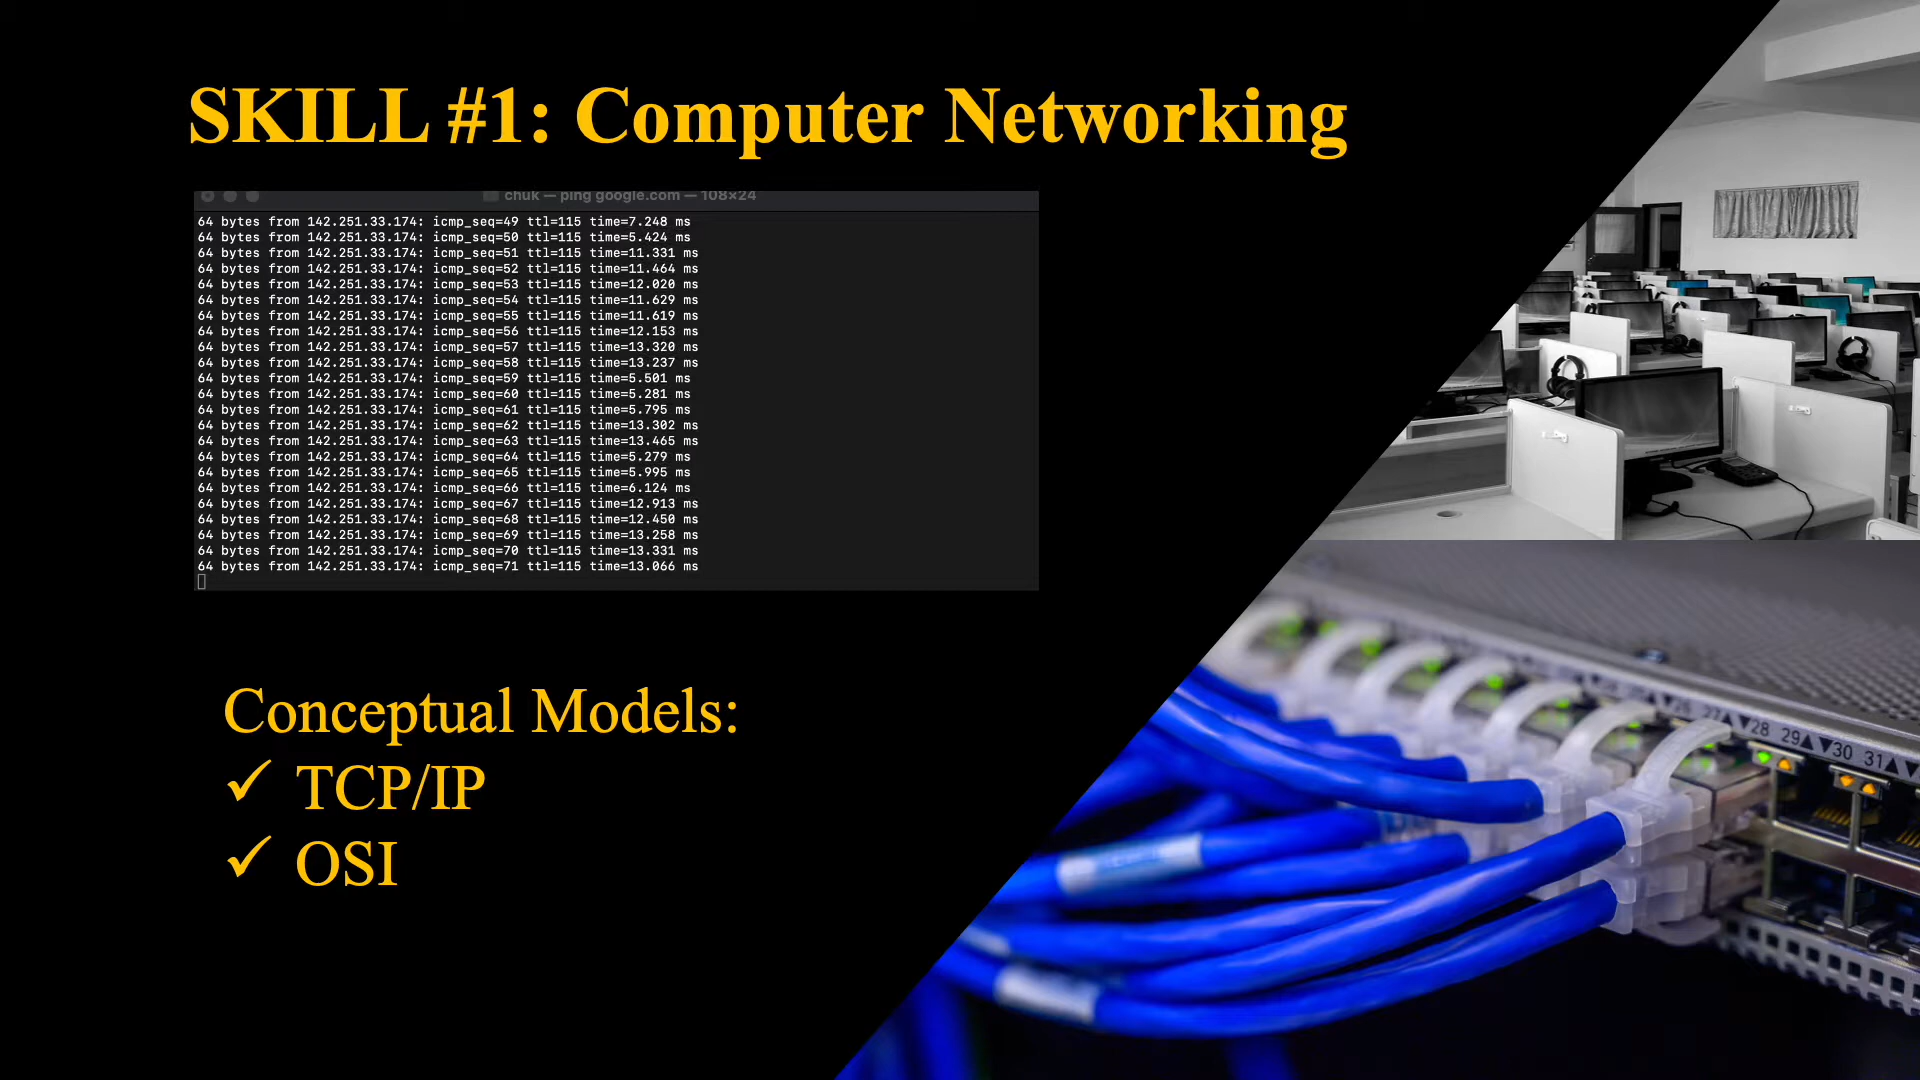 SKILL #1: Computer Networking
chuk — ping google.com — 108×24
64 bytes from 142.251.33.174: icmp_seq=49 ttl=115 time=7.248 ms
64 bytes from 142.251.33.174: icmp_seq=50 ttl=115 time=5.424 ms
64 bytes from 142.251.33.174: icmp_seq=51 ttl=115 time=11.331 ms
64 bytes from 142.251.33.174: icmp_seq=52 ttl=115 time=11.464 ms
64 bytes from 142.251.33.174: icmp_seq=53 ttl=115 time=12.020 ms
64 bytes from 142.251.33.174: icmp_seq=54 ttl=115 time=11.629 ms
64 bytes from 142.251.33.174: icmp_seq=55 ttl=115 time=11.619 ms
64 bytes from 142.251.33.174: icmp_seq=56 ttl=115 time=12.153 ms
64 bytes from 142.251.33.174: icmp_seq=57 ttl=115 time=13.320 ms
64 bytes from 142.251.33.174: icmp_seq=58 ttl=115 time=13.237 ms
64 bytes from 142.251.33.174: icmp_seq=59 ttl=115 time=5.501 ms
64 bytes from 142.251.33.174: icmp_seq=60 ttl=115 time=5.281 ms
64 bytes from 142.251.33.174: icmp_seq=61 ttl=115 time=5.795 ms
64 bytes from 142.251.33.174: icmp_seq=62 ttl=115 time=13.302 ms
64 bytes from 142.251.33.174: icmp_seq=63 ttl=115 time=13.465 ms
64 bytes from 142.251.33.174: icmp_seq=64 ttl=115 time=5.279 ms
64 bytes from 142.251.33.174: icmp_seq=65 ttl=115 time=5.995 ms
64 bytes from 142.251.33.174: icmp_seq=66 ttl=115 time=6.124 ms
64 bytes from 142.251.33.174: icmp_seq=67 ttl=115 time=12.913 ms
64 bytes from 142.251.33.174: icmp_seq=68 ttl=115 time=12.450 ms
64 bytes from 142.251.33.174: icmp_seq=69 ttl=115 time=13.258 ms
64 bytes from 142.251.33.174: icmp_seq=70 ttl=115 time=13.331 ms
64 bytes from 142.251.33.174: icmp_seq=71 ttl=115 time=13.066 ms
Conceptual Models:
✓ TCP/IP
✓ OSI
27▲ ▼28 29▲ ▼30 31▲